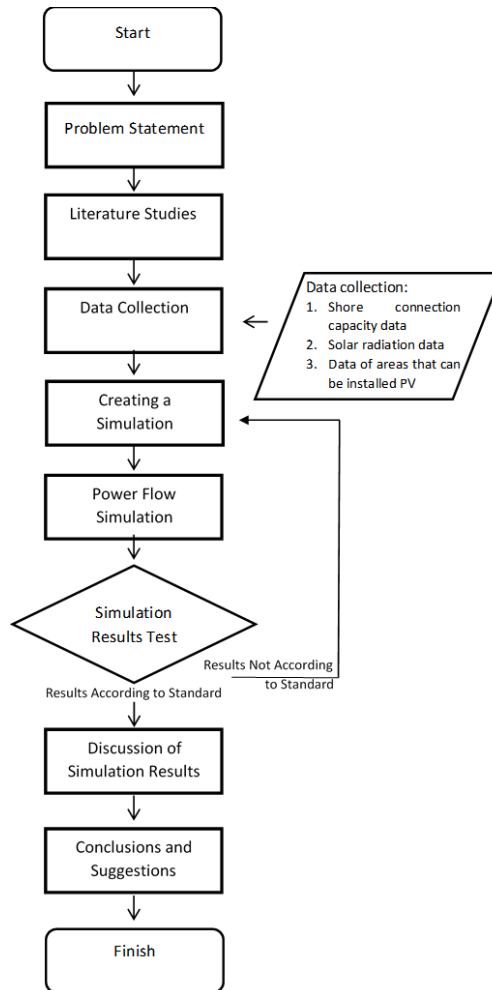 Start
Problem Statement
Literature Studies
Data Collection
Data collection:
1. Shore connection
capacity data
2. Solar radiation data
3. Data of areas that can
be installed PV
Creating a
Simulation
Power Flow
Simulation
Simulation
Results Test
Results Not According
to Standard
Results According to Standard
Discussion of
Simulation Results
Conclusions and
Suggestions
Finish